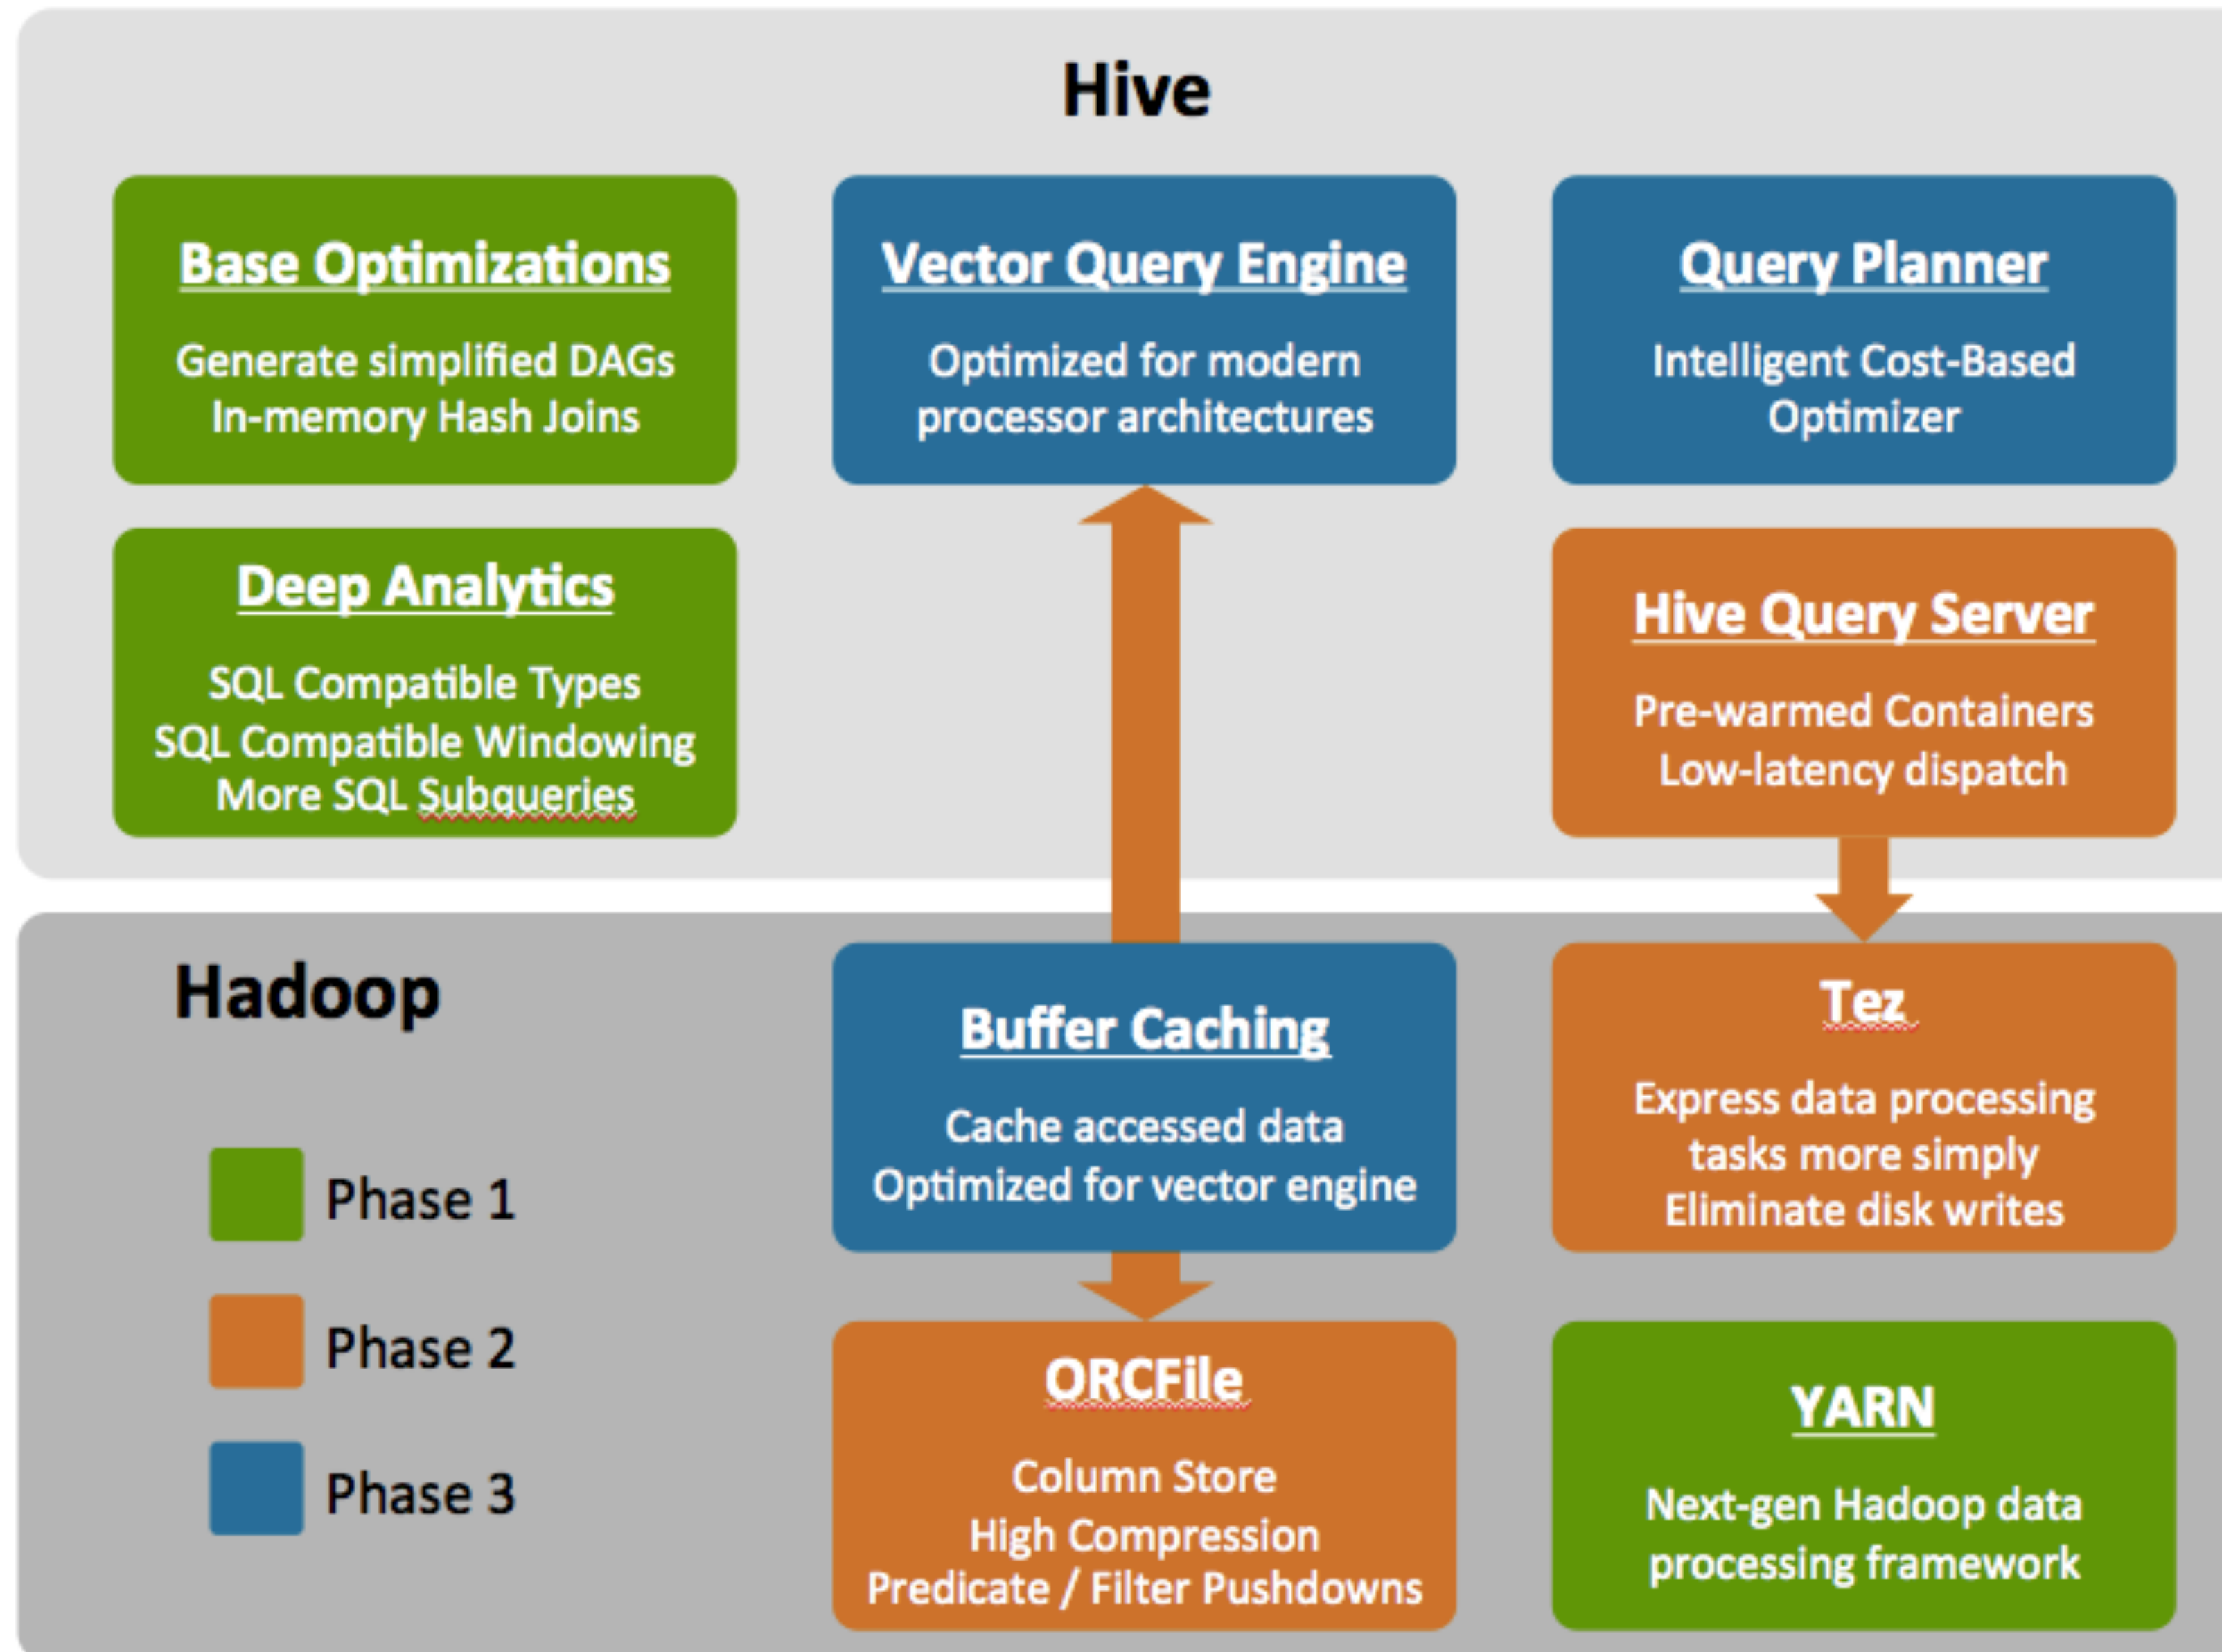 Hive
Base Optimizations
Generate simplified DAGs
In-memory Hash Joins
Vector Query Engine
Optimized for modern
processor architectures
Query Planner
Intelligent Cost-Based
Optimizer
Deep Analytics
SQL Compatible Types
SQL Compatible Windowing
More SQL Subqueries
Hive Query Server
Pre-warmed Containers
Low-latency dispatch
Hadoop
Phase 1
Phase 2
Phase 3
Buffer Caching
Cache accessed data
Optimized for vector engine
Tez
Express data processing
tasks more simply
Eliminate disk writes
ORCFile
Column Store
High Compression
Predicate / Filter Pushdowns
YARN
Next-gen Hadoop data
processing framework